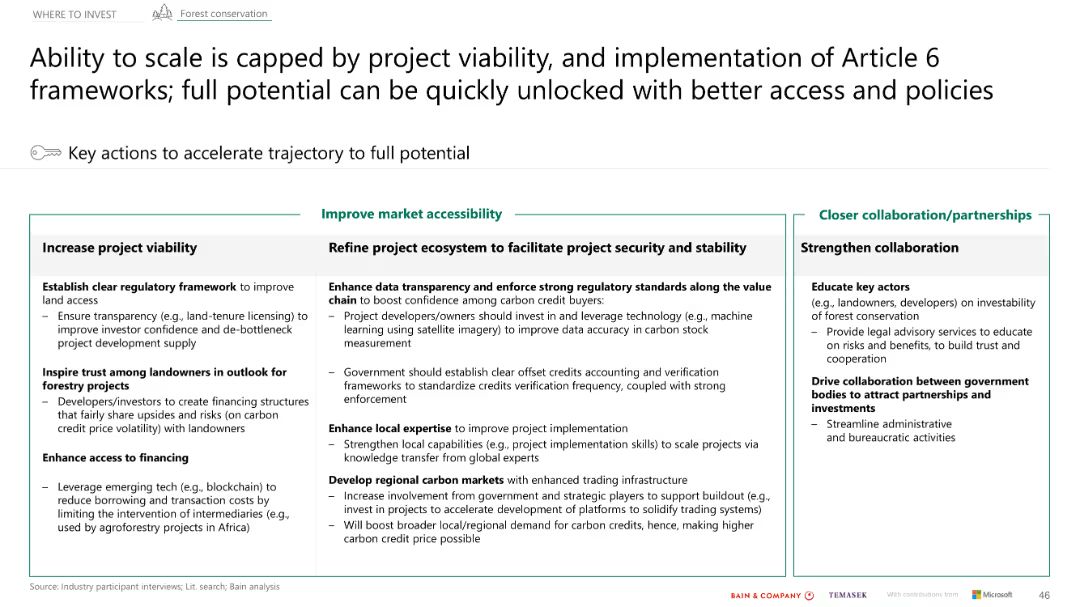 WHERE TO INVEST
Forest conservation
Ability to scale is capped by project viability, and implementation of Article 6
frameworks; full potential can be quickly unlocked with better access and policies
Key actions to accelerate trajectory to full potential
Improve market accessibility
Increase project viability
Establish clear regulatory framework to improve
land access
– Ensure transparency (e.g., land-tenure licensing) to
improve investor confidence and de-bottleneck
project development supply
Inspire trust among landowners in outlook for
forestry projects
– Developers/investors to create financing structures
that fairly share upsides and risks (on carbon
credit price volatility) with landowners
Enhance access to financing
– Leverage emerging tech (e.g., blockchain) to
reduce borrowing and transaction costs by
limiting the intervention of intermediaries (e.g.,
used by agroforestry projects in Africa)
Refine project ecosystem to facilitate project security and stability
Enhance data transparency and enforce strong regulatory standards along the value
chain to boost confidence among carbon credit buyers:
– Project developers/owners should invest in and leverage technology (e.g., machine
learning using satellite imagery) to improve data accuracy in carbon stock
measurement
– Government should establish clear offset credits accounting and verification
frameworks to standardize credits verification frequency, coupled with strong
enforcement
Enhance local expertise to improve project implementation
– Strengthen local capabilities (e.g., project implementation skills) to scale projects via
knowledge transfer from global experts
Develop regional carbon markets with enhanced trading infrastructure
– Increase involvement from government and strategic players to support buildout (e.g.,
invest in projects to accelerate development of platforms to solidify trading systems)
– Will boost broader local/regional demand for carbon credits, hence, making higher
carbon credit price possible
Closer collaboration/partnerships
Strengthen collaboration
Educate key actors
(e.g., landowners, developers) on investability
of forest conservation
– Provide legal advisory services to educate
on risks and benefits, to build trust and
cooperation
Drive collaboration between government
bodies to attract partnerships and
investments
– Streamline administrative
and bureaucratic activities
Source: Industry participant interviews; Lit. search; Bain analysis
BAIN & COMPANY
TEMASEK
With contributions from
Microsoft
46